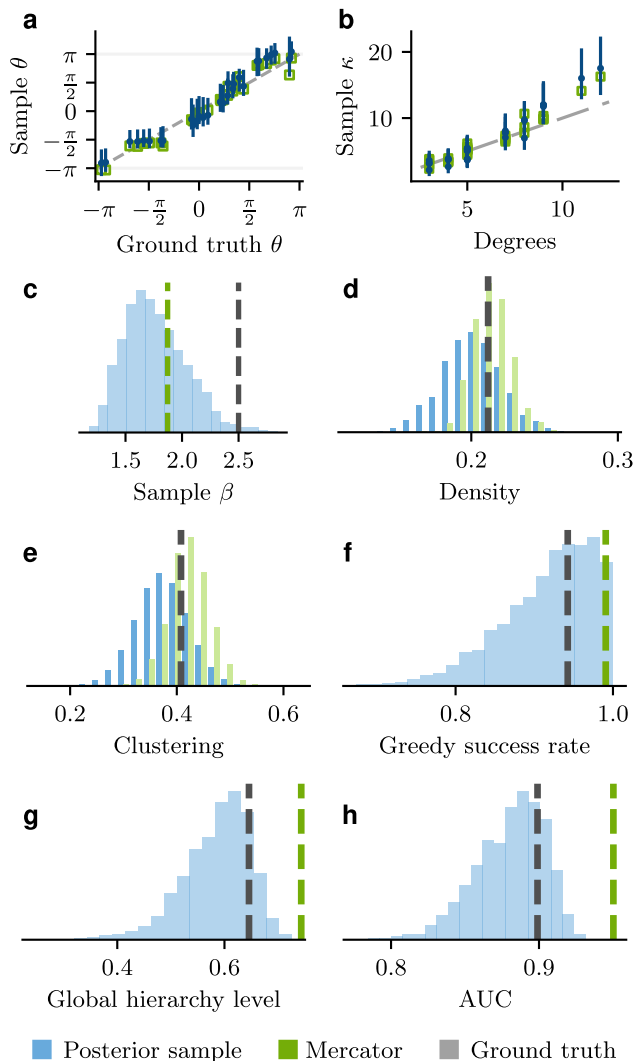 a
Sample θ
π
π/2
0
−π/2
−π
−π
−π/2
0
π/2
π
Ground truth θ
b
Sample κ
20
10
5
10
Degrees
c
1.5
2.0
2.5
Sample β
d
0.2
0.3
Density
e
0.2
0.4
0.6
Clustering
f
0.8
1.0
Greedy success rate
g
0.4
0.6
Global hierarchy level
h
0.8
0.9
AUC
Posterior sample
Mercator
Ground truth